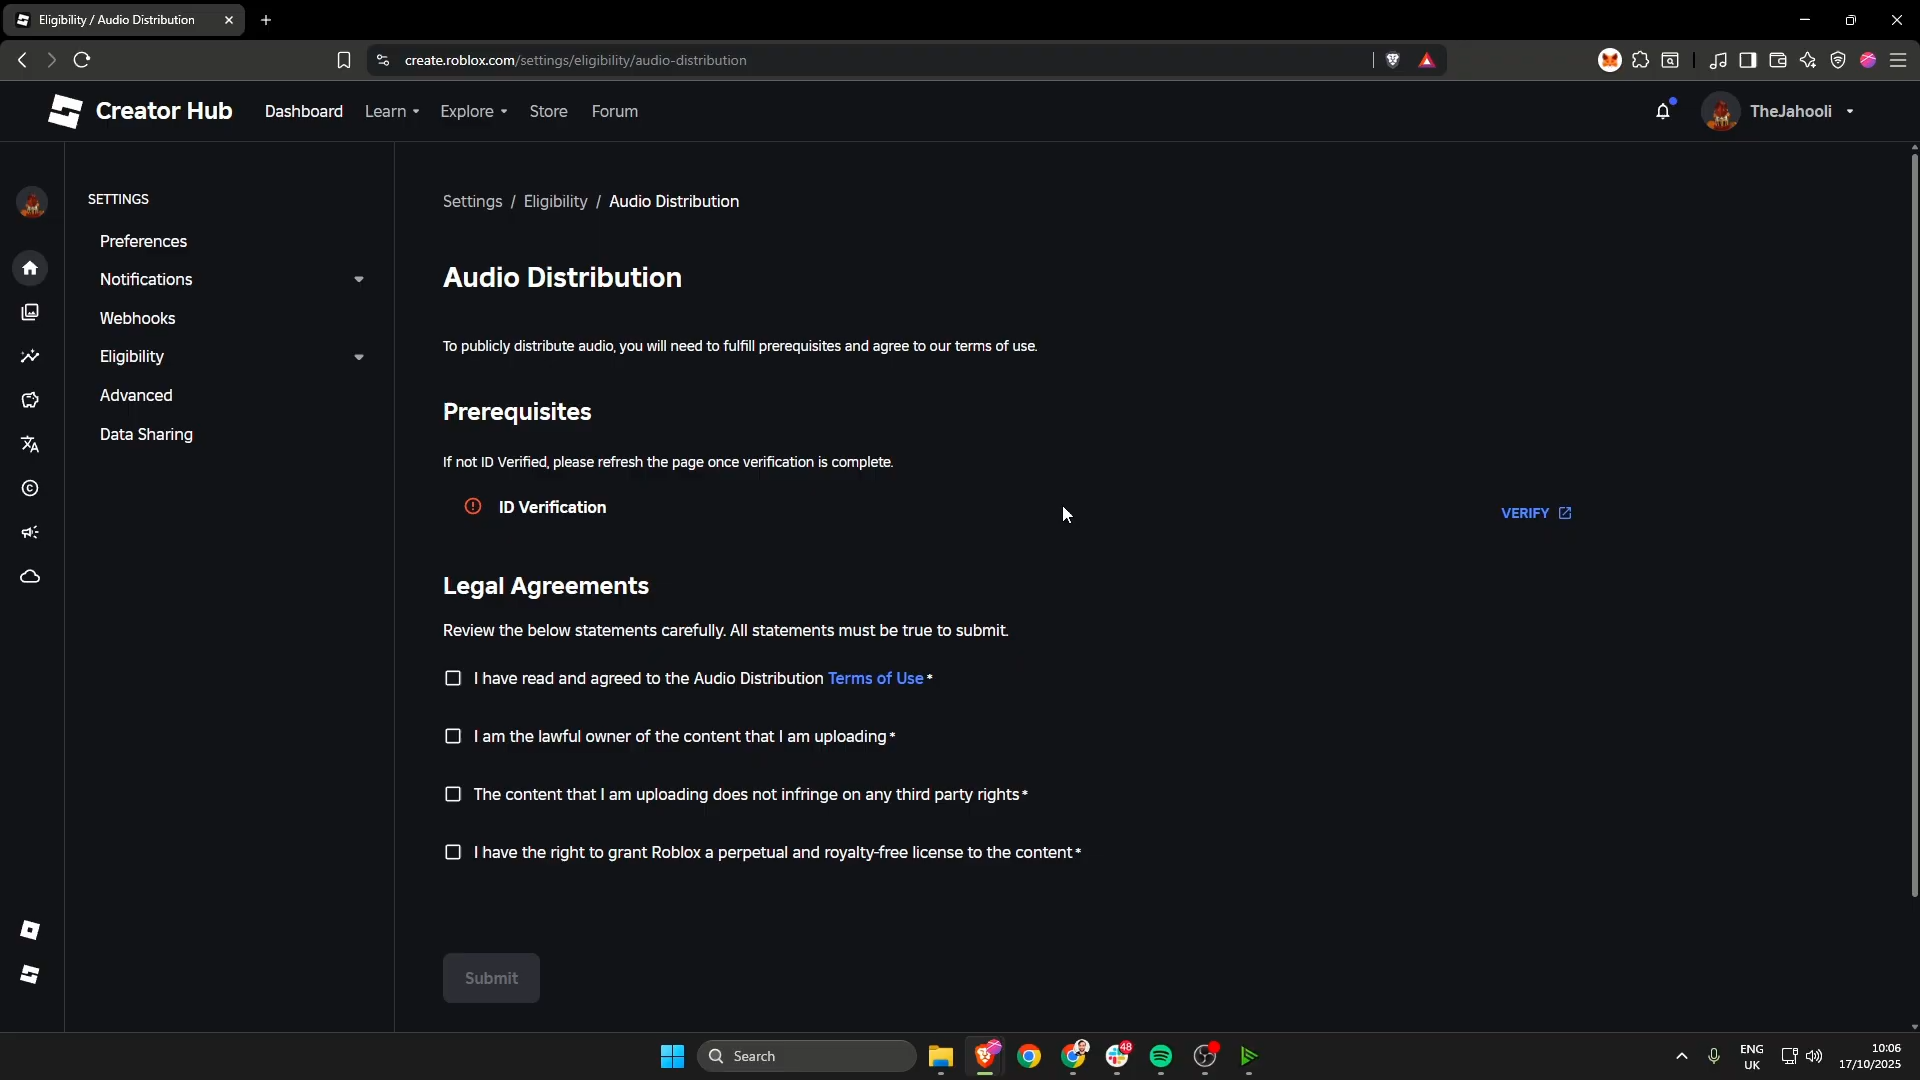 Eligibility / Audio Distribution
create.roblox.com/settings/eligibility/audio-distribution
Creator Hub
Dashboard
Learn
Explore
Store
Forum
TheJahooli
SETTINGS
Preferences
Notifications
Webhooks
Eligibility
Advanced
Data Sharing
Settings / Eligibility / Audio Distribution
Audio Distribution
To publicly distribute audio, you will need to fulfill prerequisites and agree to our terms of use.
Prerequisites
If not ID Verified, please refresh the page once verification is complete.
ID Verification
VERIFY
Legal Agreements
Review the below statements carefully. All statements must be true to submit.
I have read and agreed to the Audio Distribution Terms of Use*
I am the lawful owner of the content that I am uploading*
The content that I am uploading does not infringe on any third party rights*
I have the right to grant Roblox a perpetual and royalty-free license to the content*
Submit
Search
48
ENG
UK
10:06
17/10/2025